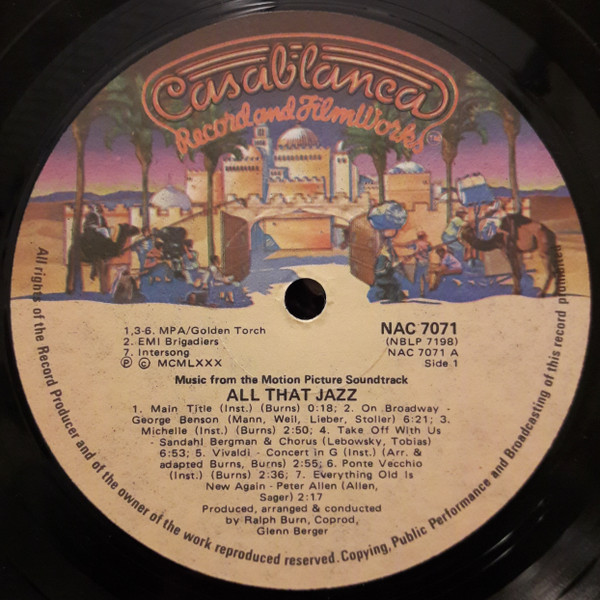 Casablanca
Record and FilmWorks
TM
1,3-6. MPA/Golden Torch
2. EMI Brigadiers
7. Intersong
Ⓟ © MCMLXXX
NAC 7071
(NBLP 7198)
NAC 7071 A
Side 1
Music from the Motion Picture Soundtrack
ALL THAT JAZZ
1. Main Title (Inst.) (Burns) 0:18; 2. On Broadway -
George Benson (Mann, Weil, Lieber, Stoller) 6:21; 3.
Michelle (Inst.) (Burns) 2:50; 4. Take Off With Us
- Sandahl Bergman & Chorus (Lebowsky, Tobias)
6:53; 5. Vivaldi - Concert in G (Inst.) (Arr. &
adapted Burns, Burns) 2:55; 6. Ponte Vecchio
(Inst.) (Burns) 2:36; 7. Everything Old Is
New Again - Peter Allen (Allen,
Sager) 2:17
Produced, arranged & conducted
by Ralph Burn, Coprod,
Glenn Berger
All rights of the Record Producer and of the owner of the work reproduced reserved. Copying, Public Performance and Broadcasting of this record prohibited